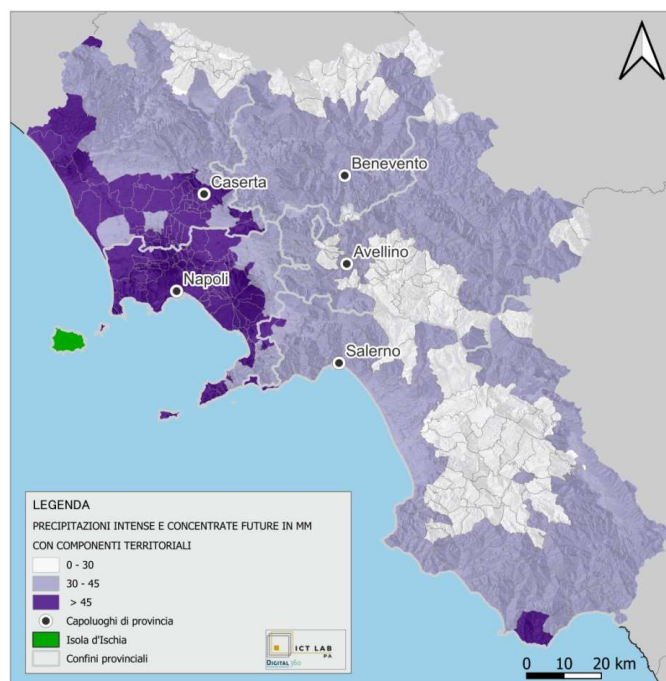 Benevento
Caserta
Avellino
Napoli
Salerno
LEGENDA
PRECIPITAZIONI INTENSE E CONCENTRATE FUTURE IN MM
CON COMPONENTI TERRITORIALI
0 - 30
30 - 45
> 45
Capoluoghi di provincia
Isola d'Ischia
Confini provinciali
ICT LAB
PA
DIGITAL 360
0 10 20 km